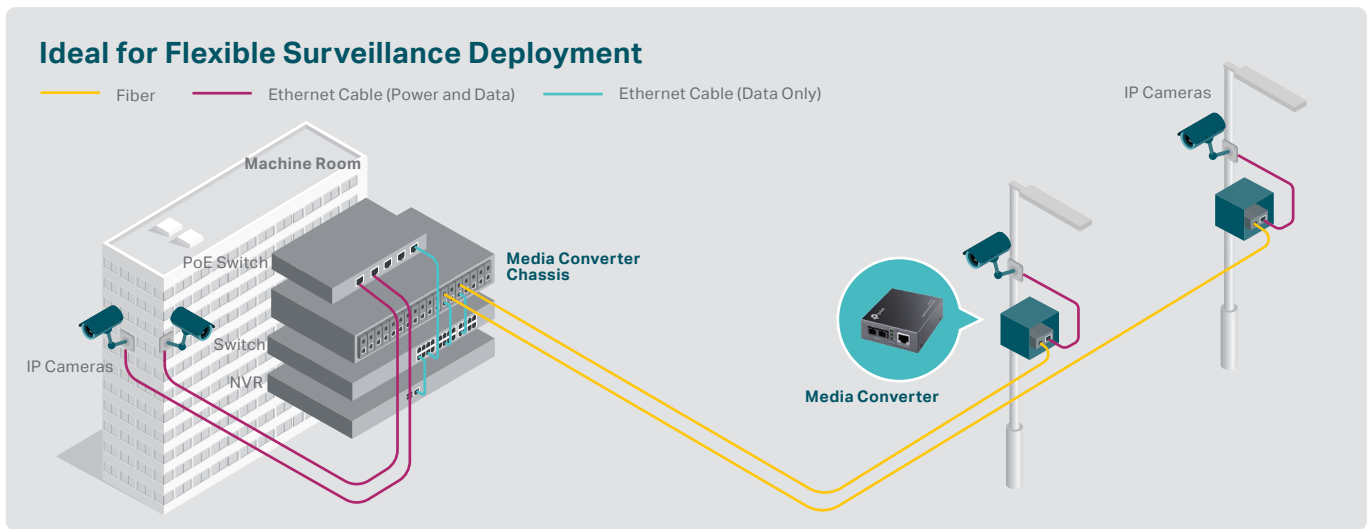 Ideal for Flexible Surveillance Deployment
Fiber
Ethernet Cable (Power and Data)
Ethernet Cable (Data Only)
IP Cameras
Machine Room
PoE Switch
Media Converter
Chassis
Switch
IP Cameras
NVR
Media Converter